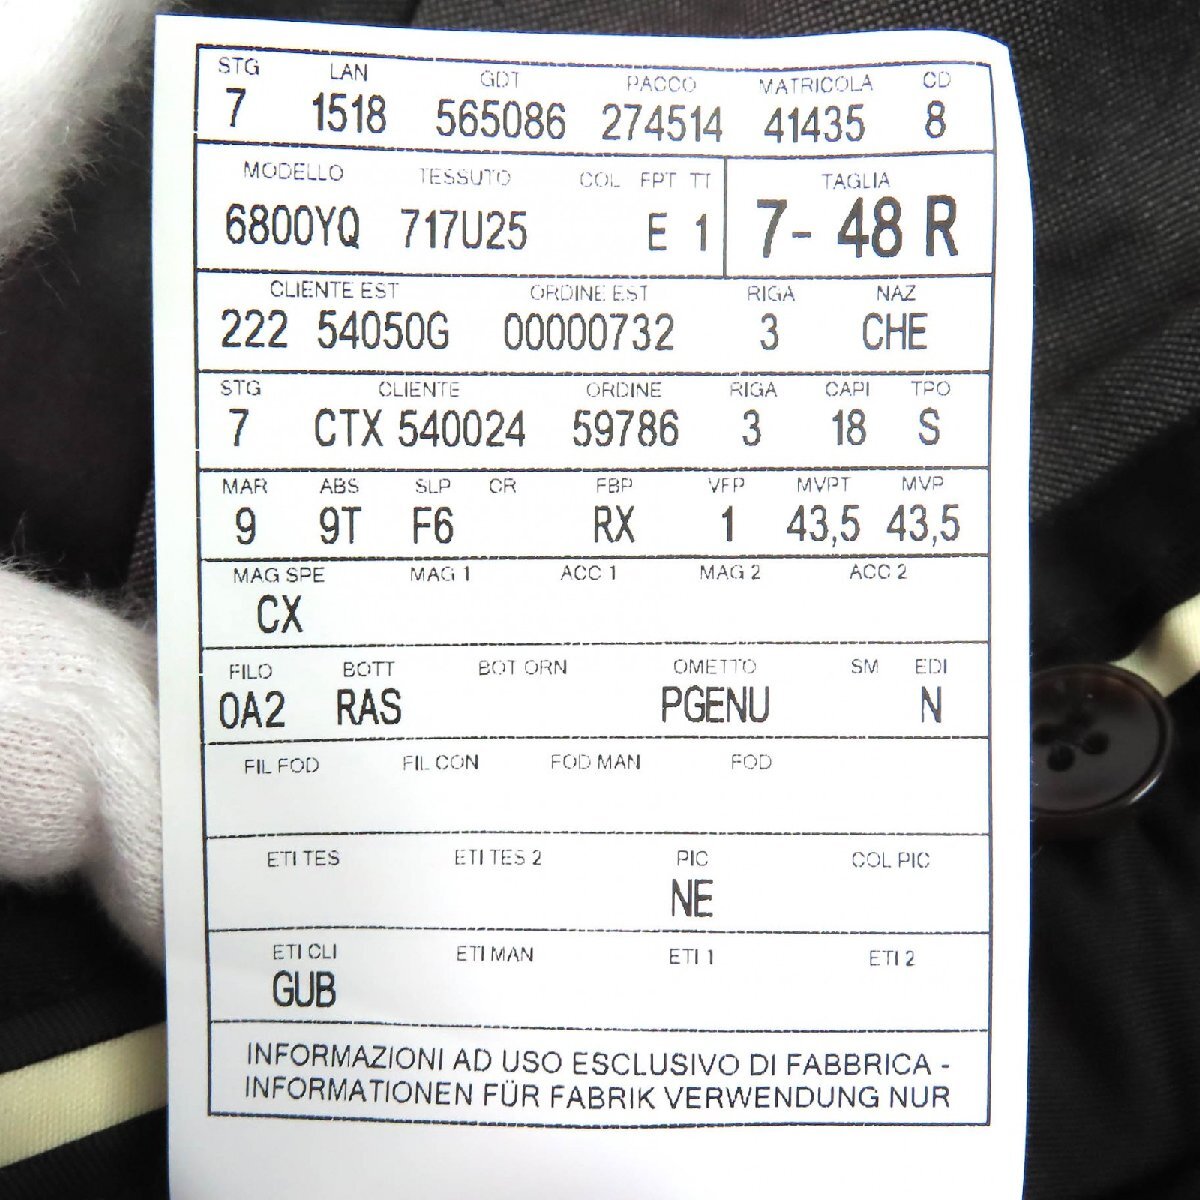 STG LAN GDT PACCO MATRICOLA CD
7 1518 565086 274514 41435 8
MODELLO TESSUTO COL FPT TT TAGLIA
6800YQ 717U25 E 1 7- 48 R
CLIENTE EST ORDINE EST RIGA NAZ
222 54050G 00000732 3 CHE
STG CLIENTE ORDINE RIGA CAPI TPO
7 CTX 540024 59786 3 18 S
MAR ABS SLP CR FBP VFP MVPT MVP
9 9T F6 RX 1 43,5 43,5
MAG SPE MAG 1 ACC 1 MAG 2 ACC 2
CX
FILO BOTT BOT ORN OMETTO SM EDI
0A2 RAS PGENU N
FIL FOD FIL CON FOD MAN FOD
ETI TES ETI TES 2 PIC COL PIC
NE
ETI CLI ETI MAN ETI 1 ETI 2
GUB
INFORMAZIONI AD USO ESCLUSIVO DI FABBRICA -
INFORMATIONEN FÜR FABRIK VERWENDUNG NUR